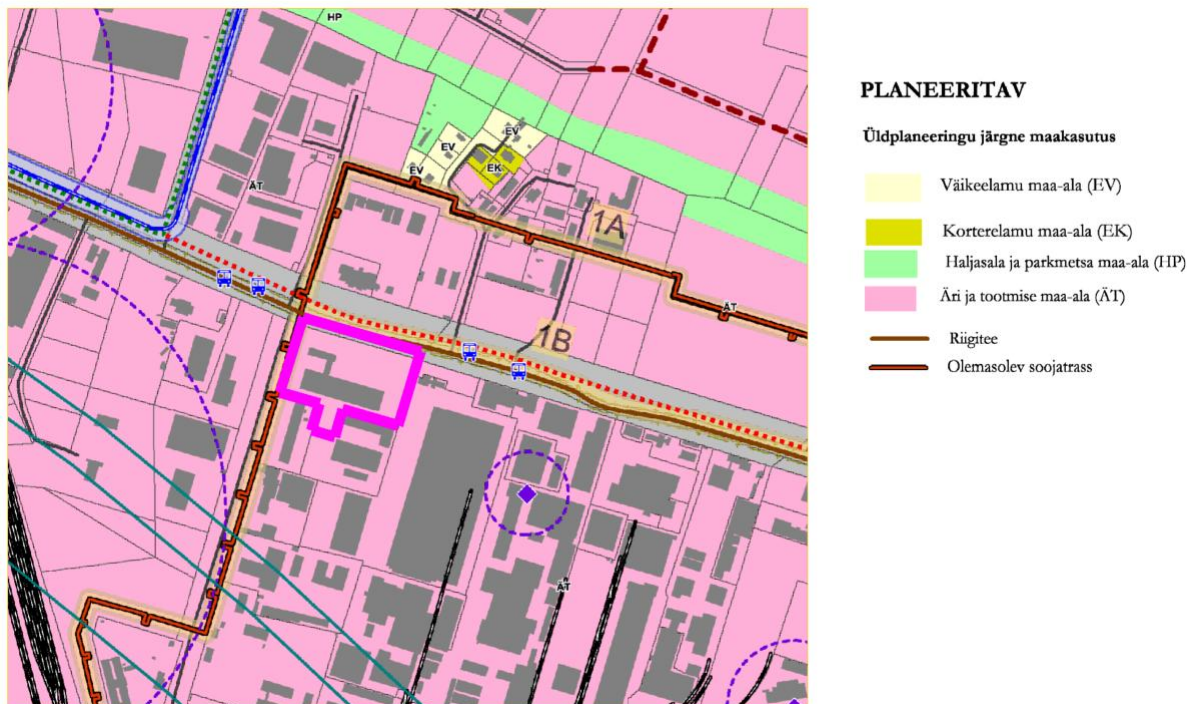 HP
EV
EV
EK
EV
ÄT
1A
ÄT
1B
ÄT
PLANEERITAV
Üldplaneeringu järgne maakasutus
Väikeelamu maa-ala (EV)
Korterelamu maa-ala (EK)
Haljasala ja parkmetsa maa-ala (HP)
Äri ja tootmise maa-ala (ÄT)
Riigitee
Olemasolev soojatrass